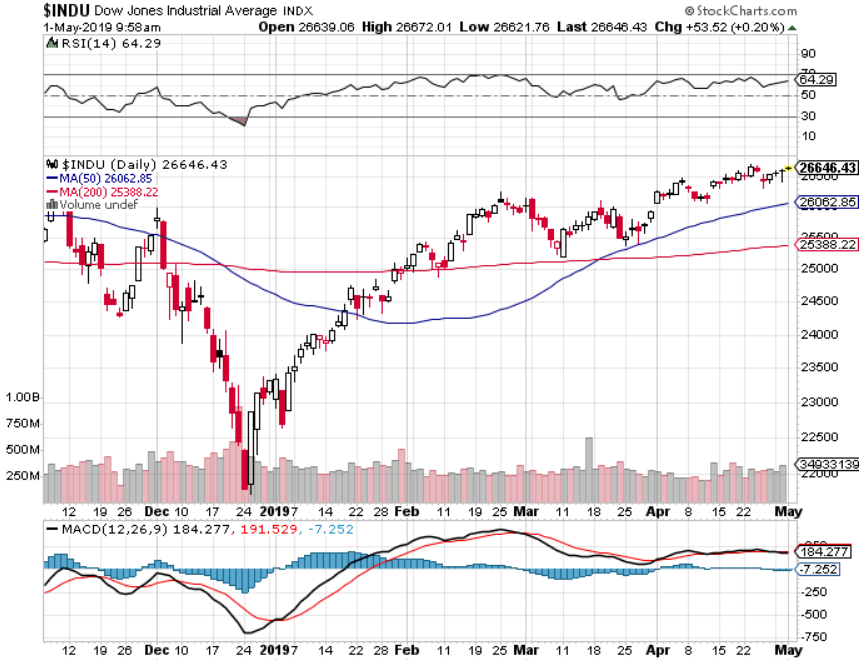 $INDU Dow Jones Industrial Average INDX
© StockCharts.com
1-May-2019 9:58am
Open 26639.06 High 26672.01 Low 26621.76 Last 26646.43 Chg +53.52 (+0.20%)
RSI(14) 64.29
90
70
64.29
50
30
10
$INDU (Daily) 26646.43
MA(50) 26062.85
MA(200) 25388.22
Volume undef
26646.43
26500
26062.85
25500
25388.22
25000
24500
24000
23500
23000
22500
22000
34933139
1.00B
750M
500M
250M
12 19 26 Dec 10 17 24 2019 7 14 22 28 Feb 11 19 25 Mar 11 18 25 Apr 8 15 22 May
MACD(12,26,9) 184.277, 191.529, -7.252
250
184.277
-7.252
-250
-500
-750
12 19 26 Dec 10 17 24 2019 7 14 22 28 Feb 11 19 25 Mar 11 18 25 Apr 8 15 22 May